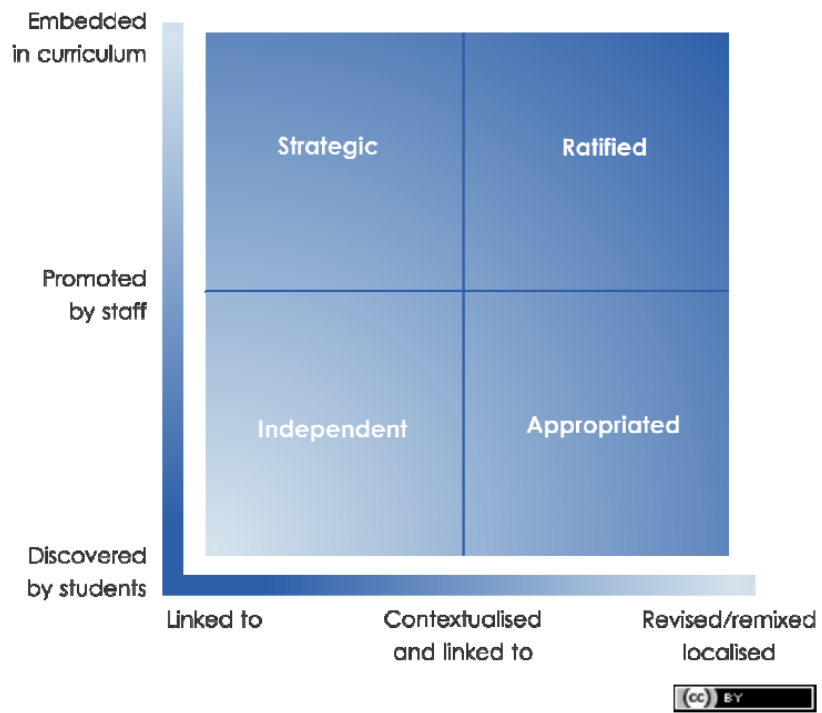 Embedded
in curriculum
Strategic
Ratified
Promoted
by staff
Independent
Appropriated
Discovered
by students
Linked to
Contextualised
and linked to
Revised/remixed
localised
cc BY